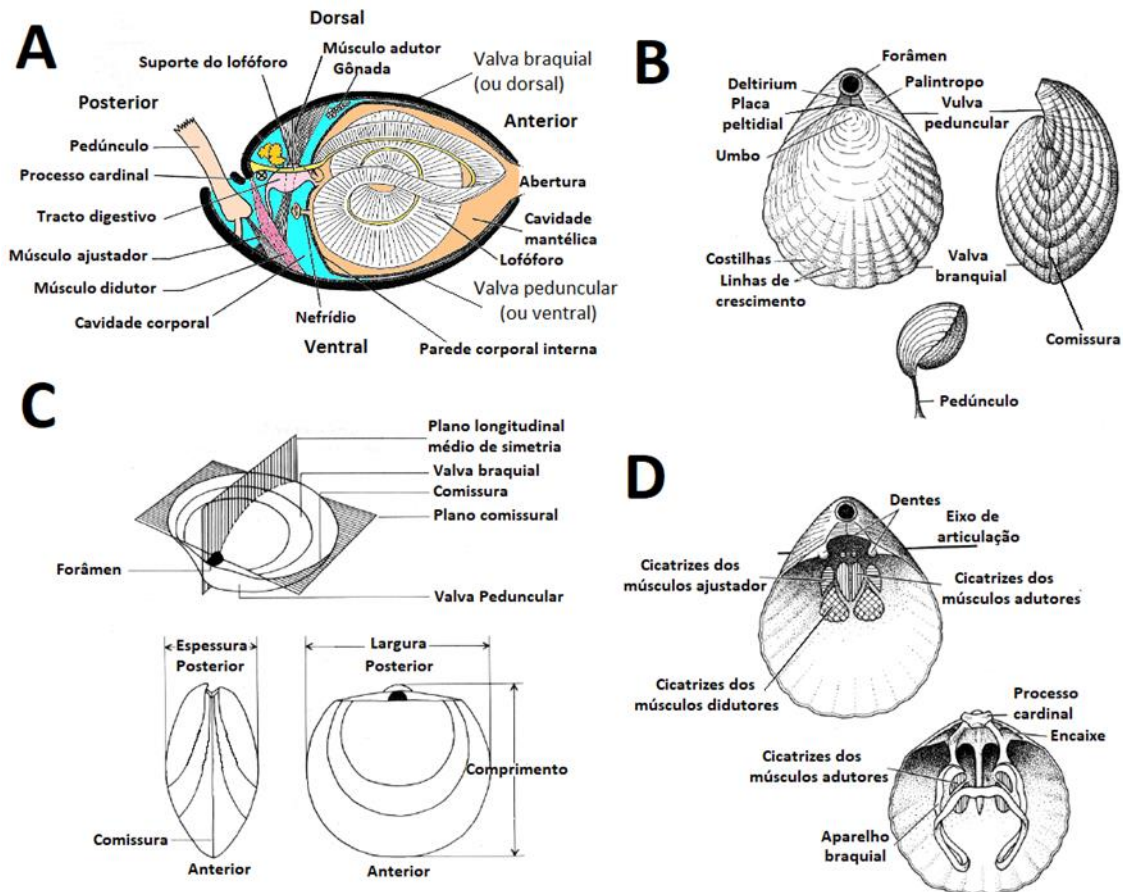 A
Dorsal
Músculo adutor
Suporte do lofóforo
Gônada
Valva braquial
(ou dorsal)
Posterior
Anterior
Pedúnculo
Processo cardinal
Abertura
Tracto digestivo
Cavidade
mantélica
Músculo ajustador
Lofóforo
Músculo didutor
Valva peduncular
(ou ventral)
Cavidade corporal
Nefrídio
Ventral
Parede corporal interna
B
Forâmen
Deltirium
Palintropo
Placa
peltidial
Vulva
peduncular
Umbo
Costilhas
Linhas de
crescimento
Valva
branquial
Comissura
Pedúnculo
C
Plano longitudinal
médio de simetria
Valva braquial
Comissura
Plano comissural
Forâmen
Valva Peduncular
Espessura
Posterior
Largura
Posterior
Comprimento
Comissura
Anterior
Anterior
D
Dentes
Eixo de
articulação
Cicatrizes dos
músculos ajustador
Cicatrizes dos
músculos adutores
Cicatrizes dos
músculos didutores
Processo
cardinal
Encaixe
Cicatrizes dos
músculos adutores
Aparelho
braquial